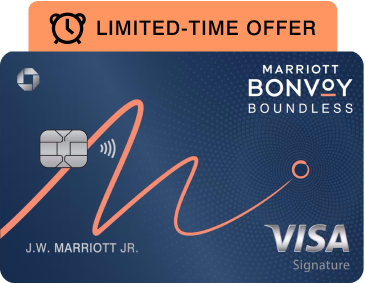 LIMITED-TIME OFFER
MARRIOTT
BONVOY
BOUNDLESS
J.W. MARRIOTT JR.
VISA
Signature